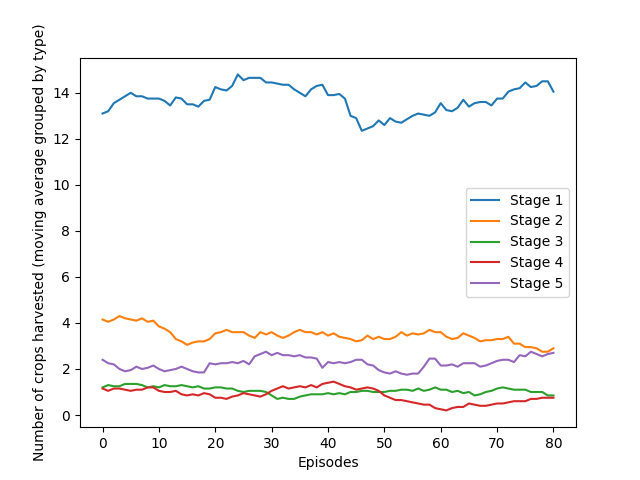 Number of crops harvested (moving average grouped by type)
14
12
10
8
6
4
2
0
Stage 1
Stage 2
Stage 3
Stage 4
Stage 5
0 10 20 30 40 50 60 70 80
Episodes